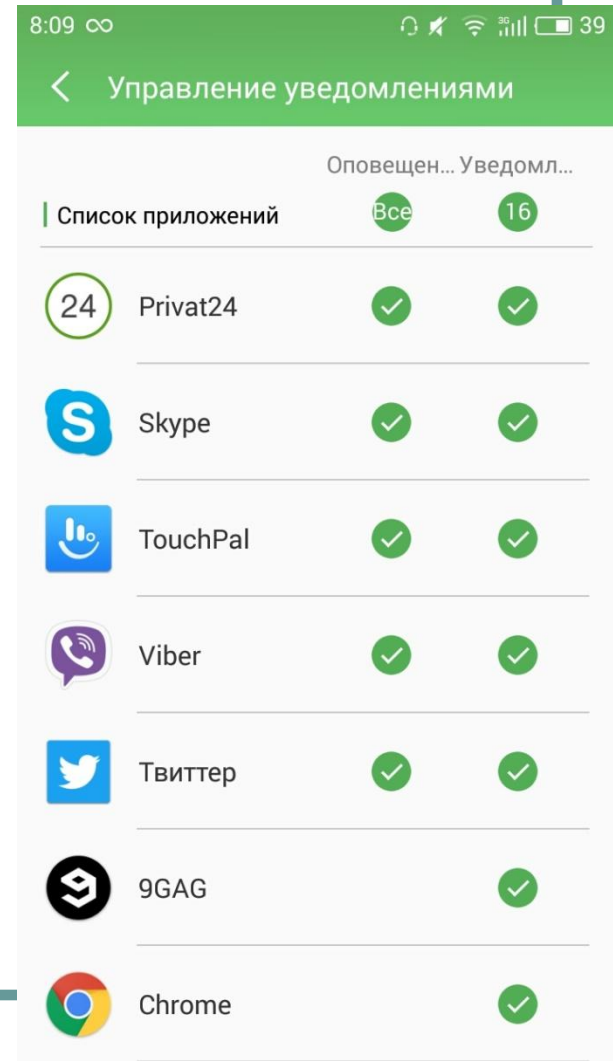 8:09 3G 39
Управление уведомлениями
Оповещен... Уведомл...
Список приложений Все 16
24 Privat24
Skype
TouchPal
Viber
Твиттер
9GAG
Chrome